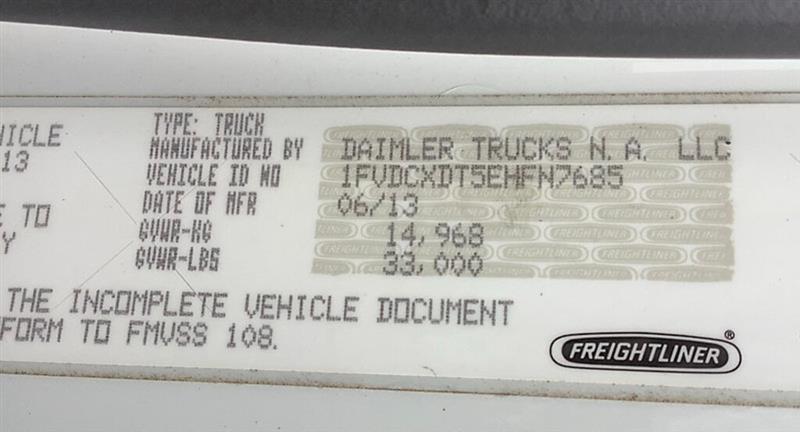 HICLE
13
E TO
Y
TYPE: TRUCK
MANUFACTURED BY DAIMLER TRUCKS N. A. LLC
VEHICLE ID NO 1FVDCXDT5EHFN7685
DATE OF MFR 06/13
GVWR-KG 14,968
GVWR-LBS 33,000
THE INCOMPLETE VEHICLE DOCUMENT
FORM TO FMVSS 108.
FREIGHTLINER®